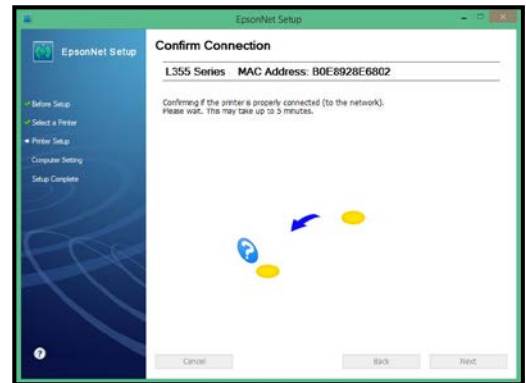 EpsonNet Setup
EpsonNet Setup
Before Setup
Select a Printer
Printer Setup
Computer Setting
Setup Complete
Confirm Connection
L355 Series MAC Address: B0E8928E6802
Confirming if the printer is properly connected (to the network).
Please wait. This may take up to 5 minutes.
?
?
Cancel
Back
Next